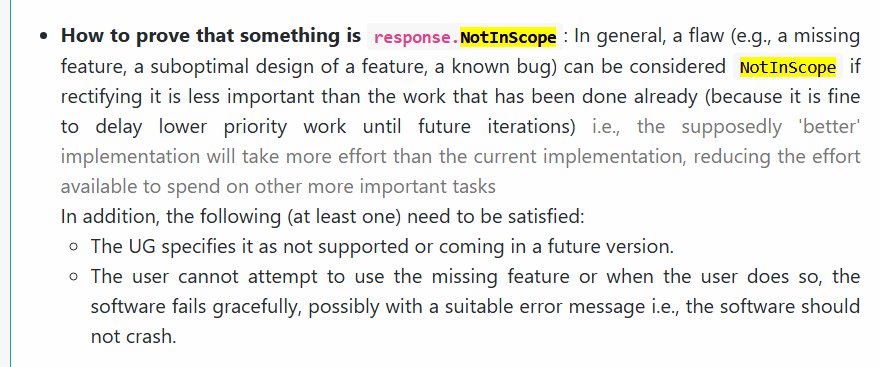 How to prove that something is response.NotInScope : In general, a flaw (e.g., a missing
feature, a suboptimal design of a feature, a known bug) can be considered NotInScope if
rectifying it is less important than the work that has been done already (because it is fine
to delay lower priority work until future iterations) i.e., the supposedly 'better'
implementation will take more effort than the current implementation, reducing the effort
available to spend on other more important tasks
In addition, the following (at least one) need to be satisfied:
The UG specifies it as not supported or coming in a future version.
The user cannot attempt to use the missing feature or when the user does so, the
software fails gracefully, possibly with a suitable error message i.e., the software should
not crash.